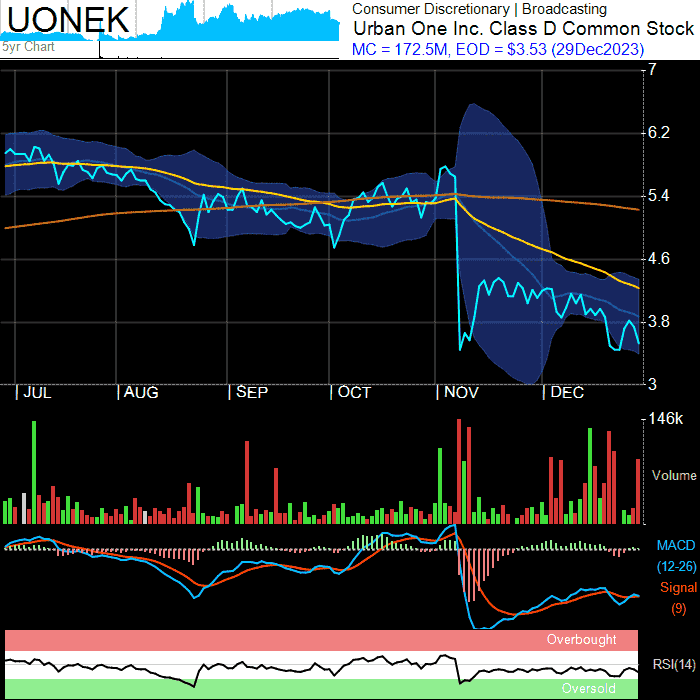 UONEK
5yr Chart
Consumer Discretionary | Broadcasting
Urban One Inc. Class D Common Stock
MC = 172.5M, EOD = $3.53 (29Dec2023)
7
6.2
5.4
4.6
3.8
3
| JUL | AUG | SEP | OCT | NOV | DEC
146k
Volume
MACD
(12-26)
Signal
(9)
Overbought
RSI(14)
Oversold